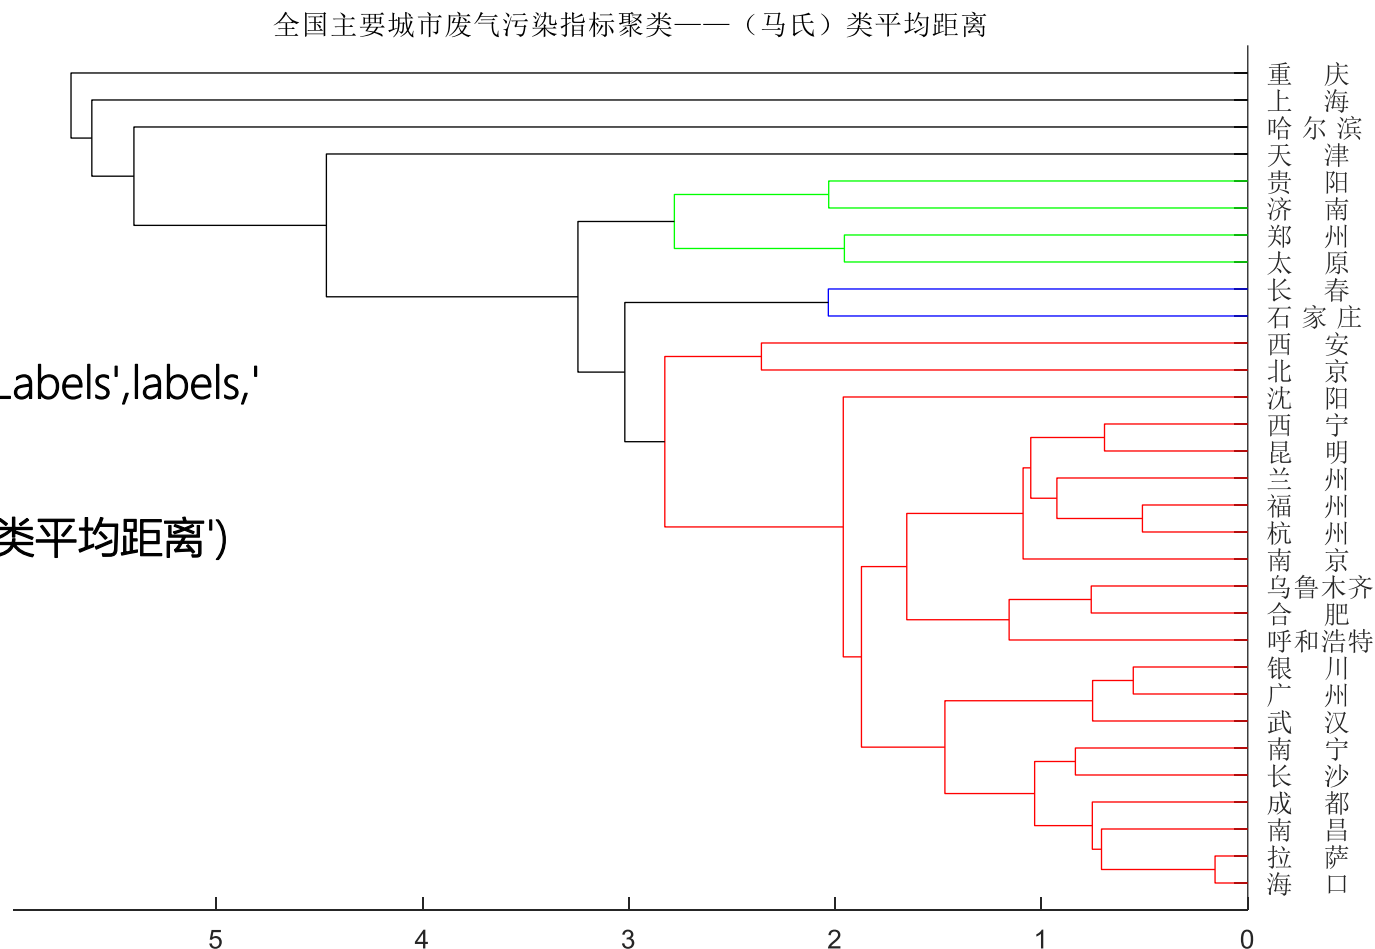 全国主要城市废气污染指标聚类——（马氏）类平均距离
重 庆
上 海
哈 尔 滨
天 津
贵 阳
济 南
郑 州
太 原
长 春
石 家 庄
西 安
Labels',labels,'
北 京
沈 阳
西 宁
昆 明
兰 州
福 州
类平均距离')
杭 州
南 京
乌鲁木齐
合 肥
呼和浩特
银 川
广 州
武 汉
南 宁
长 沙
成 都
南 昌
拉 萨
海 口
5 4 3 2 1 0